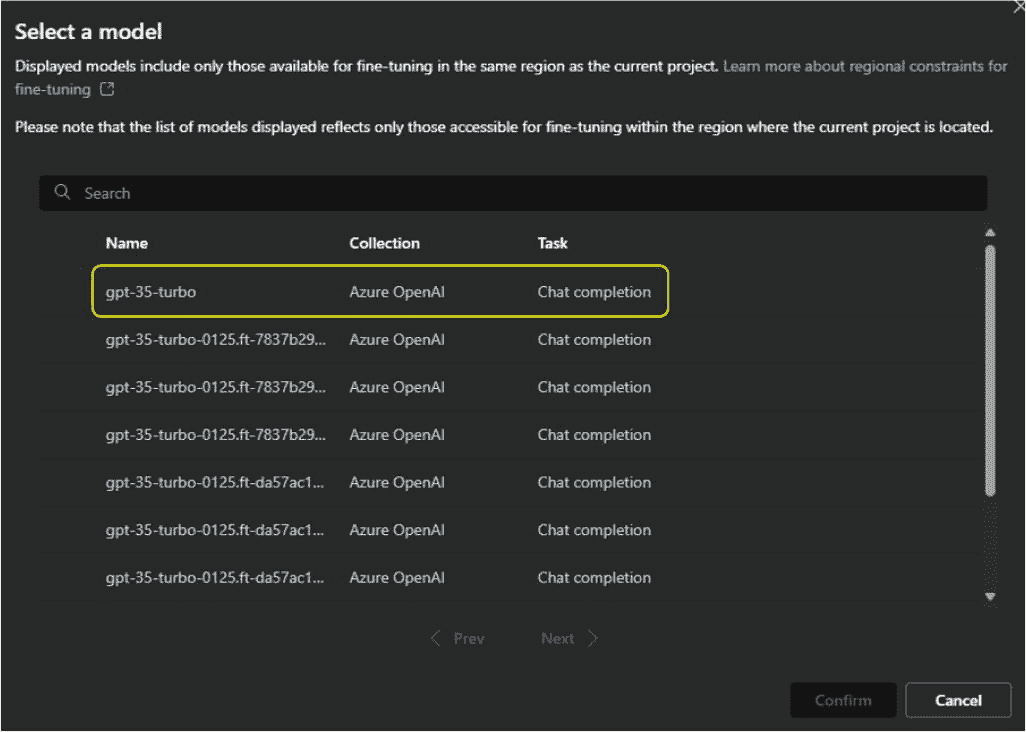 Select a model
Displayed models include only those available for fine-tuning in the same region as the current project. Learn more about regional constraints for
fine-tuning
Please note that the list of models displayed reflects only those accessible for fine-tuning within the region where the current project is located.
Search
Name Collection Task
gpt-35-turbo Azure OpenAI Chat completion
gpt-35-turbo-0125.ft-7837b29... Azure OpenAI Chat completion
gpt-35-turbo-0125.ft-7837b29... Azure OpenAI Chat completion
gpt-35-turbo-0125.ft-7837b29... Azure OpenAI Chat completion
gpt-35-turbo-0125.ft-da57ac1... Azure OpenAI Chat completion
gpt-35-turbo-0125.ft-da57ac1... Azure OpenAI Chat completion
gpt-35-turbo-0125.ft-da57ac1... Azure OpenAI Chat completion
Prev Next
Confirm Cancel